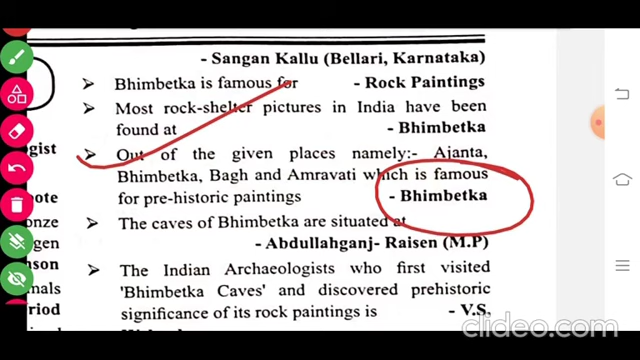 - Sangan Kallu (Bellari, Karnataka)
➤ Bhimbetka is famous for - Rock Paintings
➤ Most rock-shelter pictures in India have been
found at - Bhimbetka
➤ Out of the given places namely:- Ajanta,
Bhimbetka, Bagh and Amravati which is famous
for pre-historic paintings - Bhimbetka
➤ The caves of Bhimbetka are situated at
- Abdullahganj- Raisen (M.P)
➤ The Indian Archaeologists who first visited
'Bhimbetka Caves' and discovered prehistoric
significance of its rock paintings is - V.S.
gist
note
onze
gen
nson
mals
riod
clideo.com